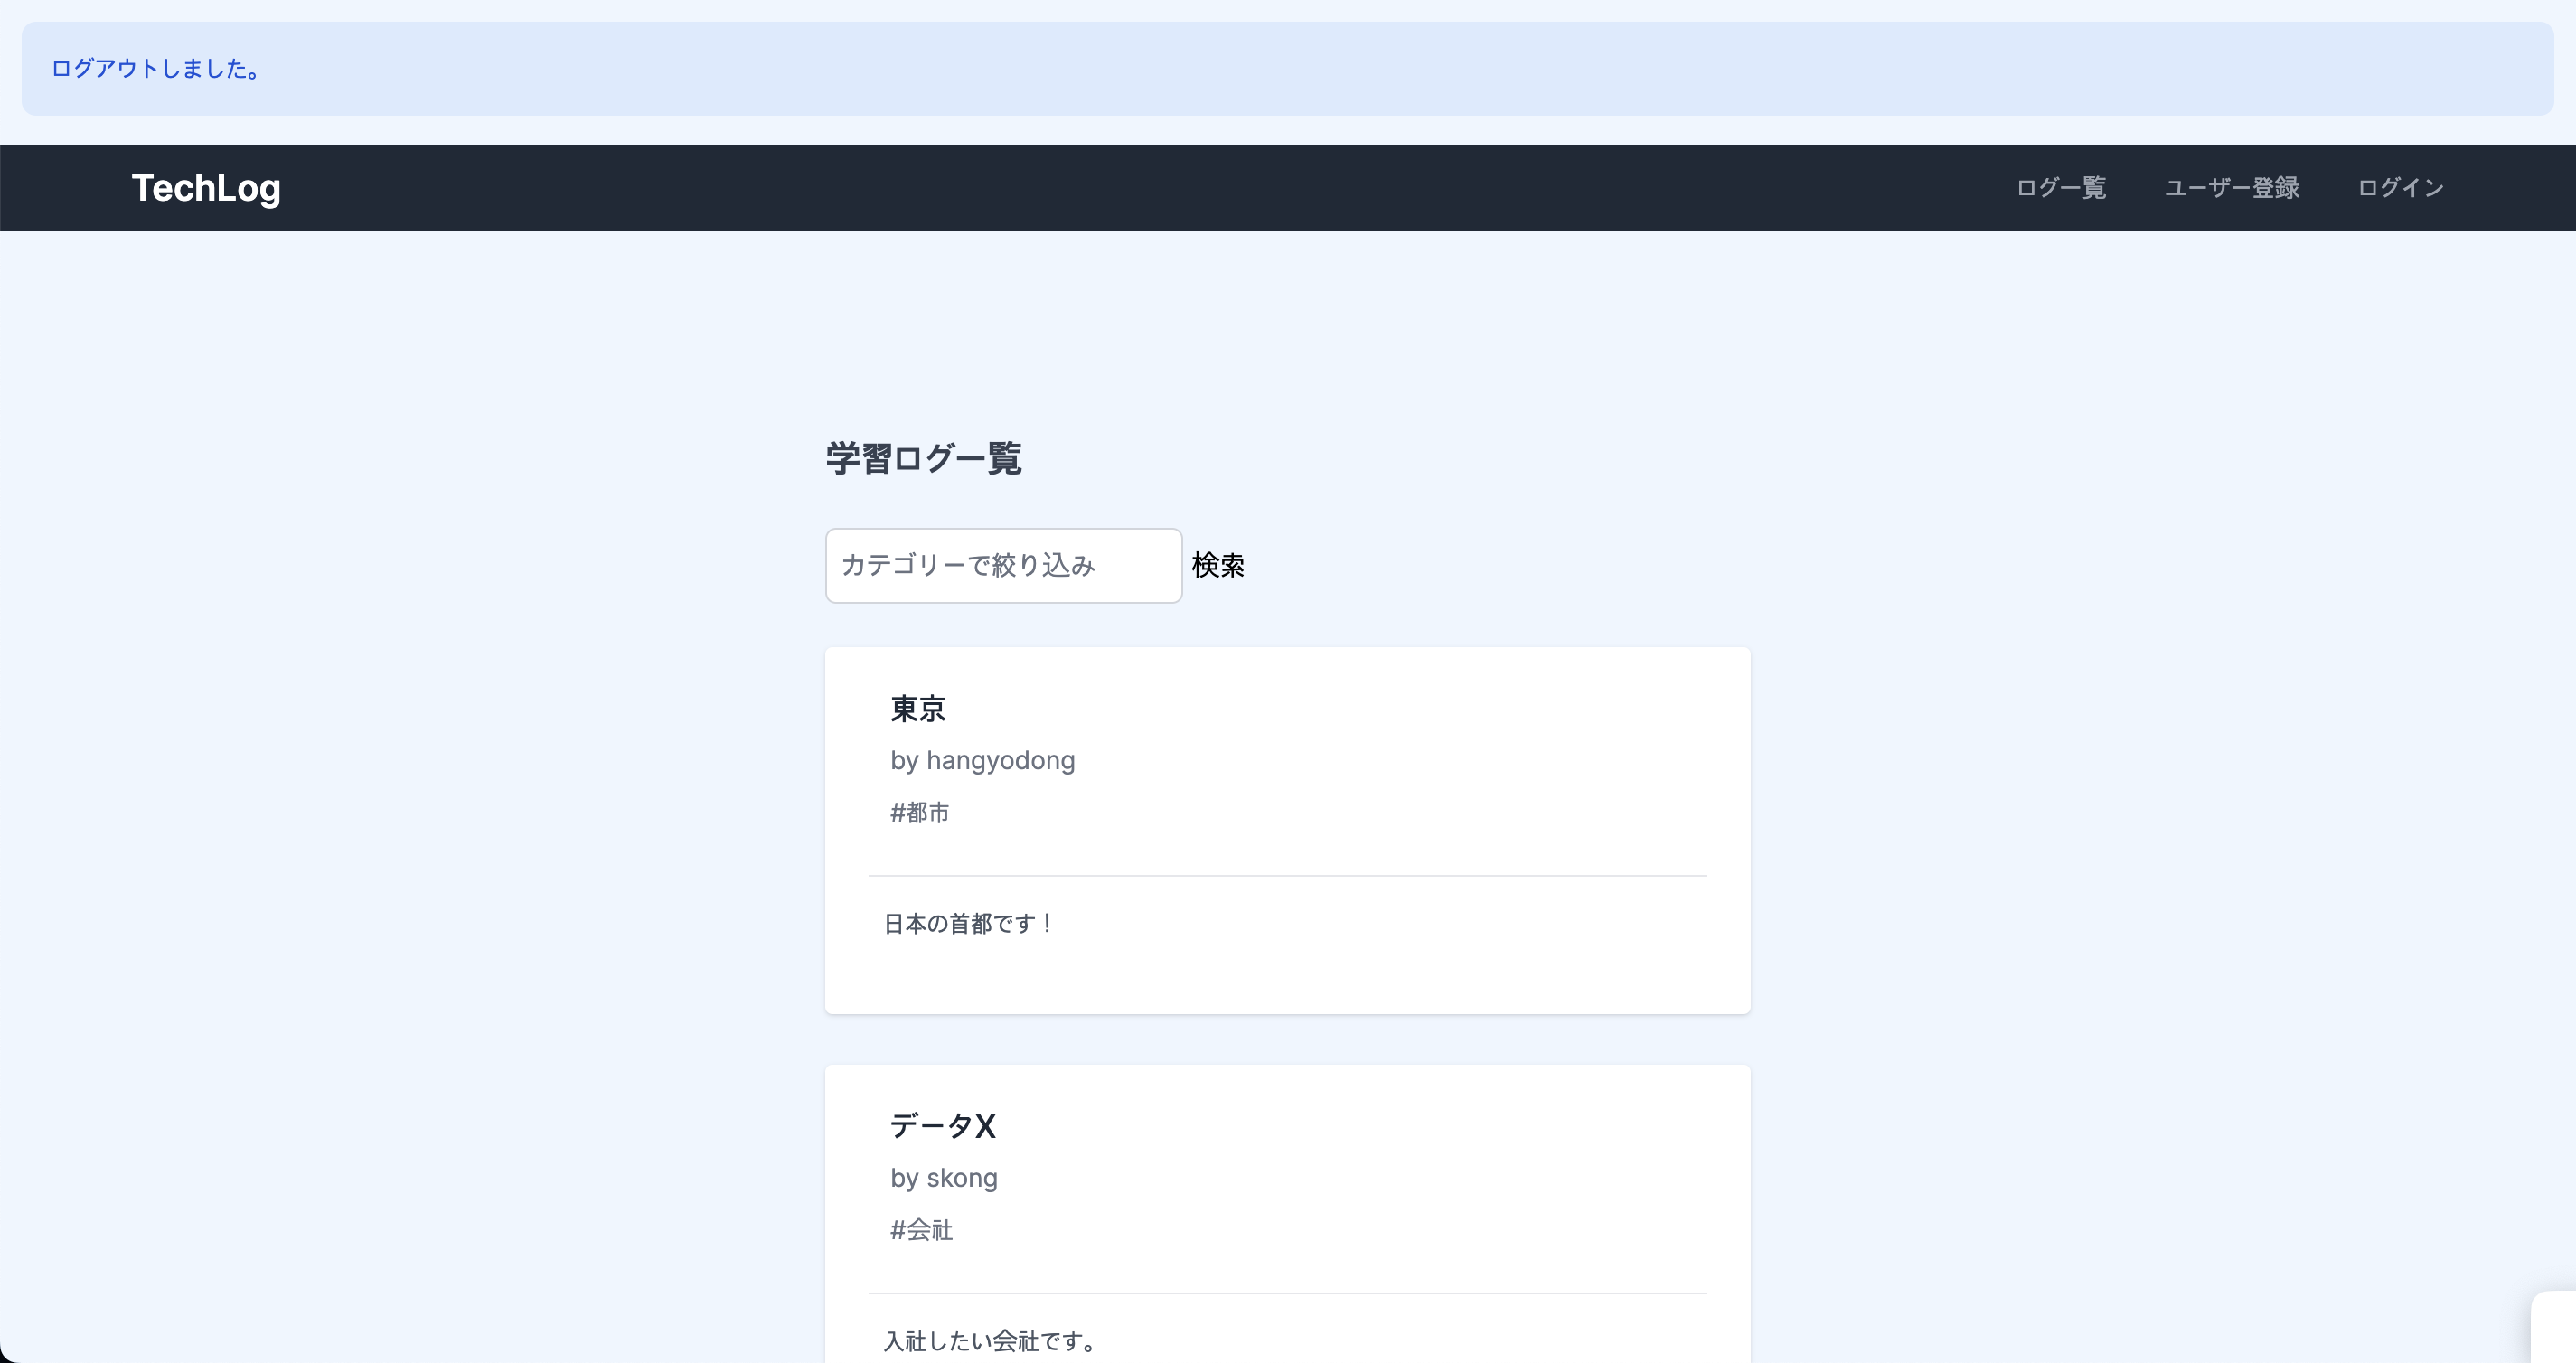 ログアウトしました。
TechLog
ログ一覧 ユーザー登録 ログイン
学習ログ一覧
カテゴリーで絞り込み 検索
東京
by hangyodong
#都市
日本の首都です！
データX
by skong
#会社
入社したい会社です。